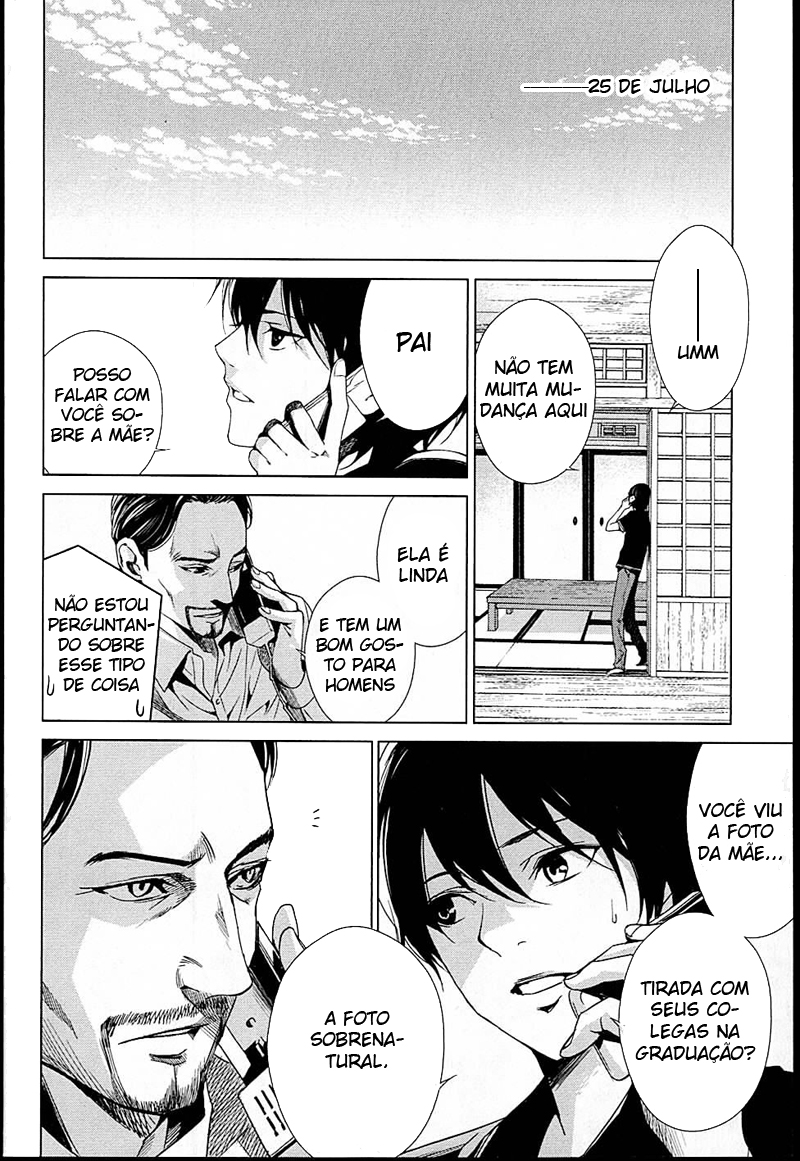 25 DE JULHO
UMM
NÃO TEM
MUITA MU-
DANÇA AQUI
PAI
POSSO
FALAR COM
VOCÊ SO-
BRE A MÃE?
ELA É
LINDA
E TEM UM
BOM GOS-
TO PARA
HOMENS
NÃO ESTOU
PERGUNTAN-
DO SOBRE
ESSE TIPO
DE COISA
VOCÊ VIU
A FOTO
DA MÃE...
TIRADA COM
SEUS CO-
LEGAS NA
GRADUAÇÃO?
A FOTO
SOBRENA-
TURAL.